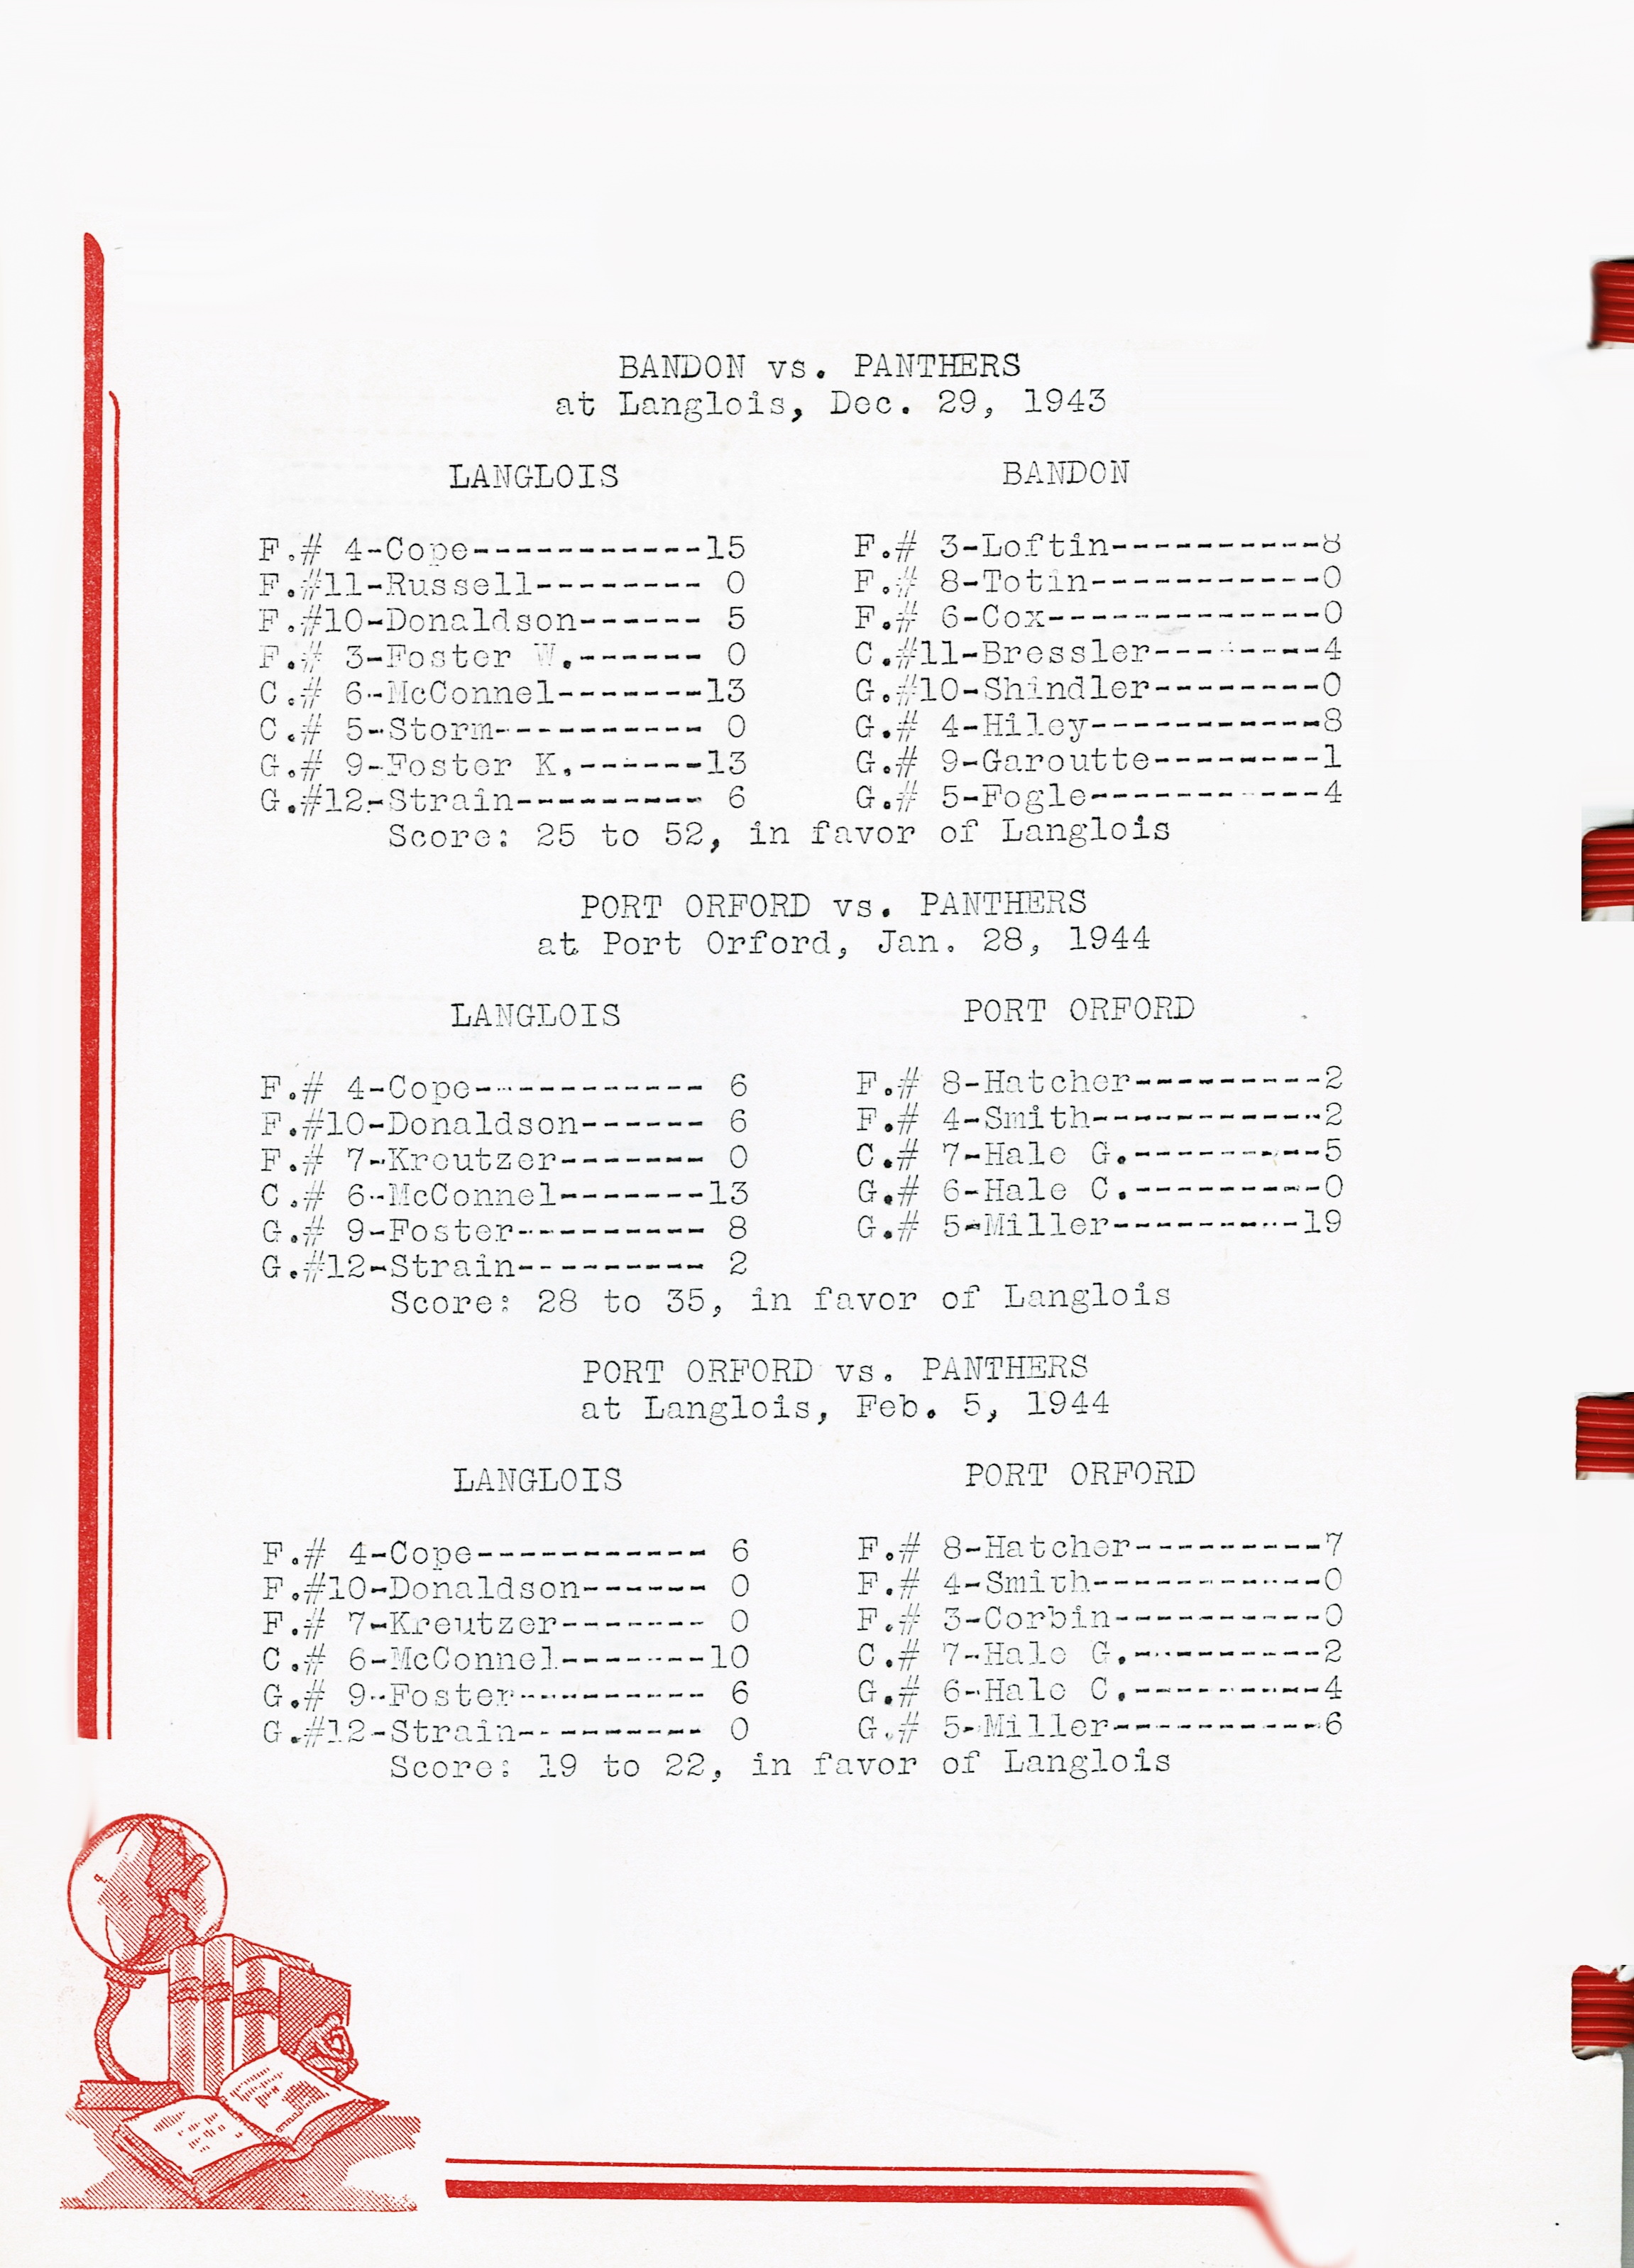 BANDON vs. PANTHERS
at Langlois, Dec. 29, 1943
LANGLOIS BANDON
F.# 4-Cope-----------15 F.# 3-Loftin----------8
F.#11-Russell-------- 0 F.# 8-Totin-----------0
F.#10-Donaldson------ 5 F.# 6-Cox-------------0
F.# 3-Foster W.------ 0 C.#11-Bressler--------4
C.# 6-McConnel-------13 G.#10-Shindler--------0
C.# 5-Storm---------- 0 G.# 4-Hiley-----------8
G.# 9-Foster K.------13 G.# 9-Garoutte--------1
G.#12-Strain--------- 6 G.# 5-Fogle-----------4
Score: 25 to 52, in favor of Langlois
PORT ORFORD vs. PANTHERS
at Port Orford, Jan. 28, 1944
LANGLOIS PORT ORFORD
F.# 4-Cope----------- 6 F.# 8-Hatcher---------2
F.#10-Donaldson------ 6 F.# 4-Smith-----------2
F.# 7-Kreutzer------- 0 C.# 7-Hale G.---------5
C.# 6-McConnel-------13 G.# 6-Hale C.---------0
G.# 9-Foster--------- 8 G.# 5-Miller---------19
G.#12-Strain--------- 2
Score: 28 to 35, in favor of Langlois
PORT ORFORD vs. PANTHERS
at Langlois, Feb. 5, 1944
LANGLOIS PORT ORFORD
F.# 4-Cope----------- 6 F.# 8-Hatcher---------7
F.#10-Donaldson------ 0 F.# 4-Smith-----------0
F.# 7-Kreutzer------- 0 F.# 3-Corbin----------0
C.# 6-McConnel-------10 C.# 7-Hale G.---------2
G.# 9-Foster--------- 6 G.# 6-Hale C.---------4
G.#12-Strain--------- 0 G.# 5-Miller----------6
Score: 19 to 22, in favor of Langlois